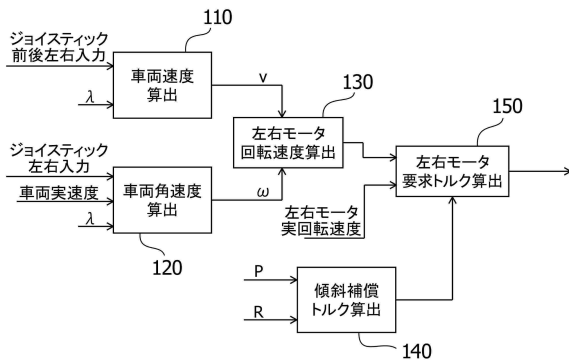 110
ジョイスティック
前後左右入力
λ
車両速度
算出
v
130
左右モータ
回転速度算出
150
左右モータ
要求トルク算出
ジョイスティック
左右入力
車両実速度
λ
車両角速度
算出
ω
120
左右モータ
実回転速度
P
R
傾斜補償
トルク算出
140